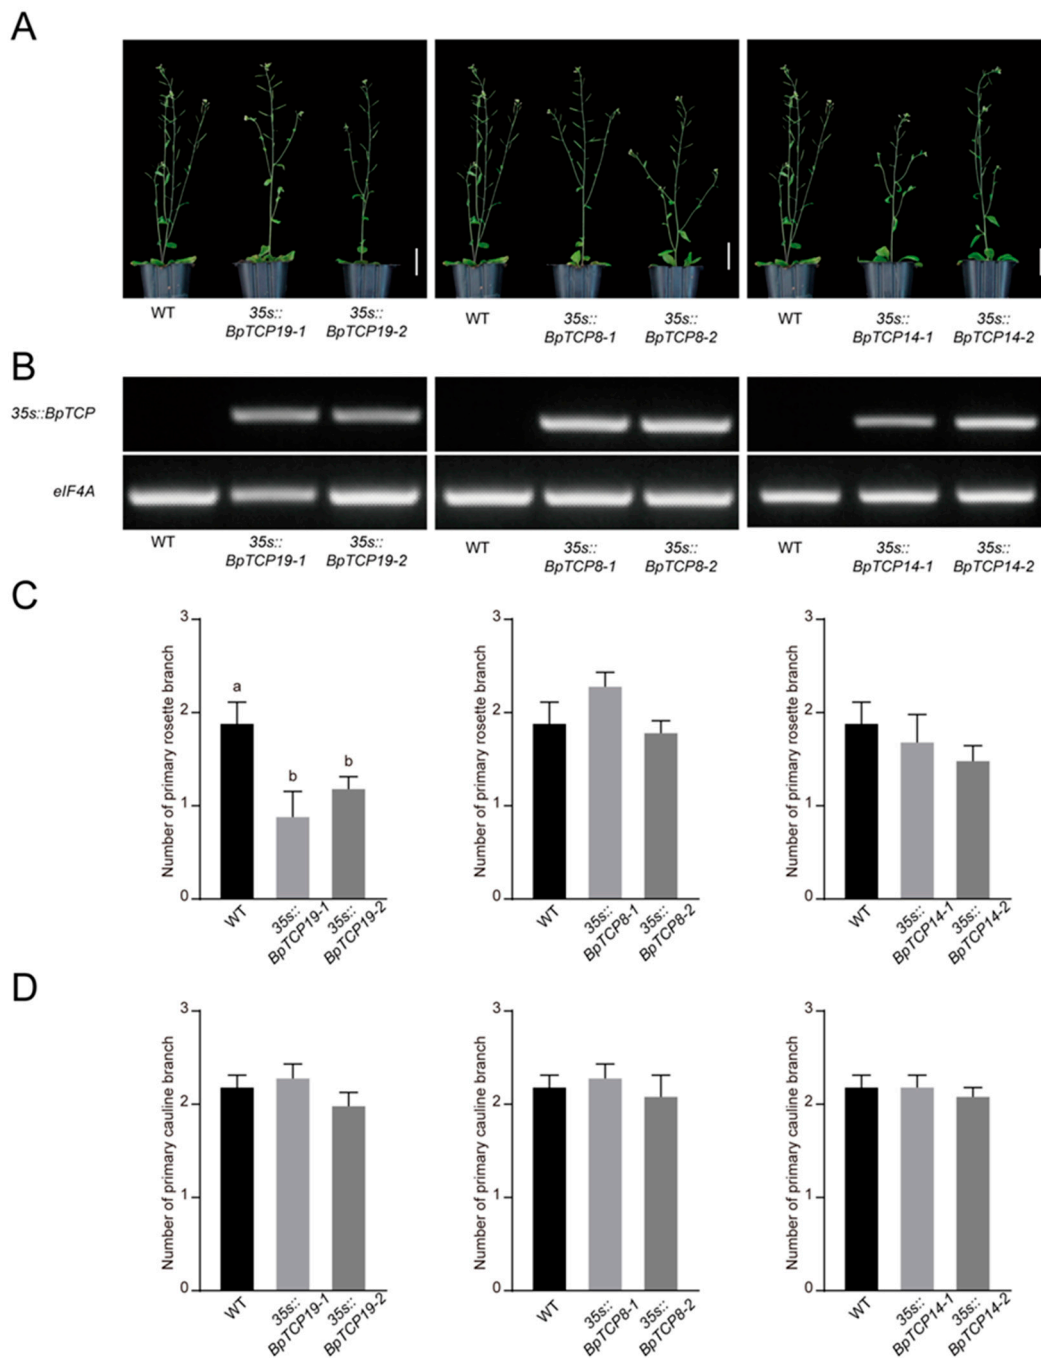 A
WT
35s::
BpTCP19-1
35s::
BpTCP19-2
WT
35s::
BpTCP8-1
35s::
BpTCP8-2
WT
35s::
BpTCP14-1
35s::
BpTCP14-2
B
35s::BpTCP
eIF4A
WT
35s::
BpTCP19-1
35s::
BpTCP19-2
WT
35s::
BpTCP8-1
35s::
BpTCP8-2
WT
35s::
BpTCP14-1
35s::
BpTCP14-2
C
Number of primary rosette branch
3
2
1
0
a
b
b
WT
35s::
BpTCP19-1
35s::
BpTCP19-2
Number of primary rosette branch
3
2
1
0
WT
35s::
BpTCP8-1
35s::
BpTCP8-2
Number of primary rosette branch
3
2
1
0
WT
35s::
BpTCP14-1
35s::
BpTCP14-2
D
Number of primary cauline branch
3
2
1
0
WT
35s::
BpTCP19-1
35s::
BpTCP19-2
Number of primary cauline branch
3
2
1
0
WT
35s::
BpTCP8-1
35s::
BpTCP8-2
Number of primary cauline branch
3
2
1
0
WT
35s::
BpTCP14-1
35s::
BpTCP14-2